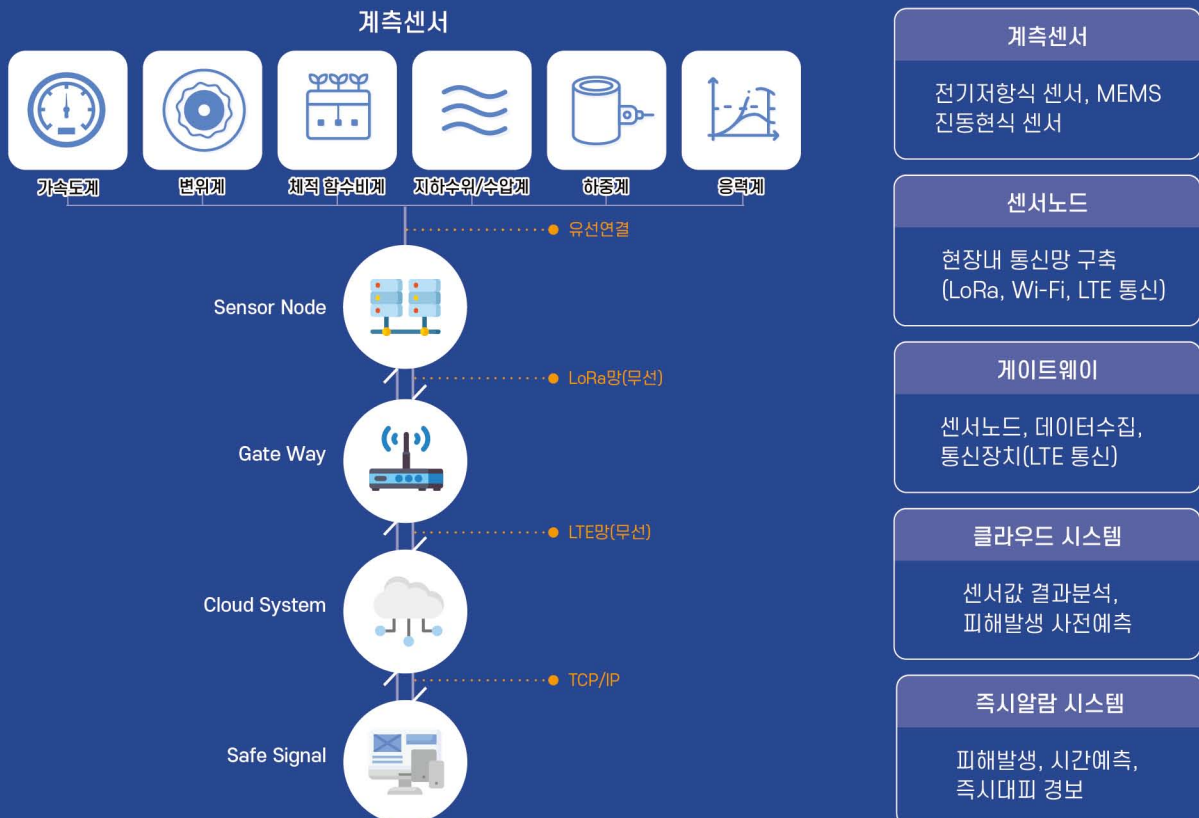 계측센서
가속도계
변위계
체적 함수비계
지하수위/수압계
하중계
응력계
유선연결
Sensor Node
LoRa망(무선)
Gate Way
LTE망(무선)
Cloud System
TCP/IP
Safe Signal
계측센서
전기저항식 센서, MEMS
진동현식 센서
센서노드
현장내 통신망 구축
(LoRa, Wi-Fi, LTE 통신)
게이트웨이
센서노드, 데이터수집,
통신장치(LTE 통신)
클라우드 시스템
센서값 결과분석,
피해발생 사전예측
즉시알람 시스템
피해발생, 시간예측,
즉시대피 경보